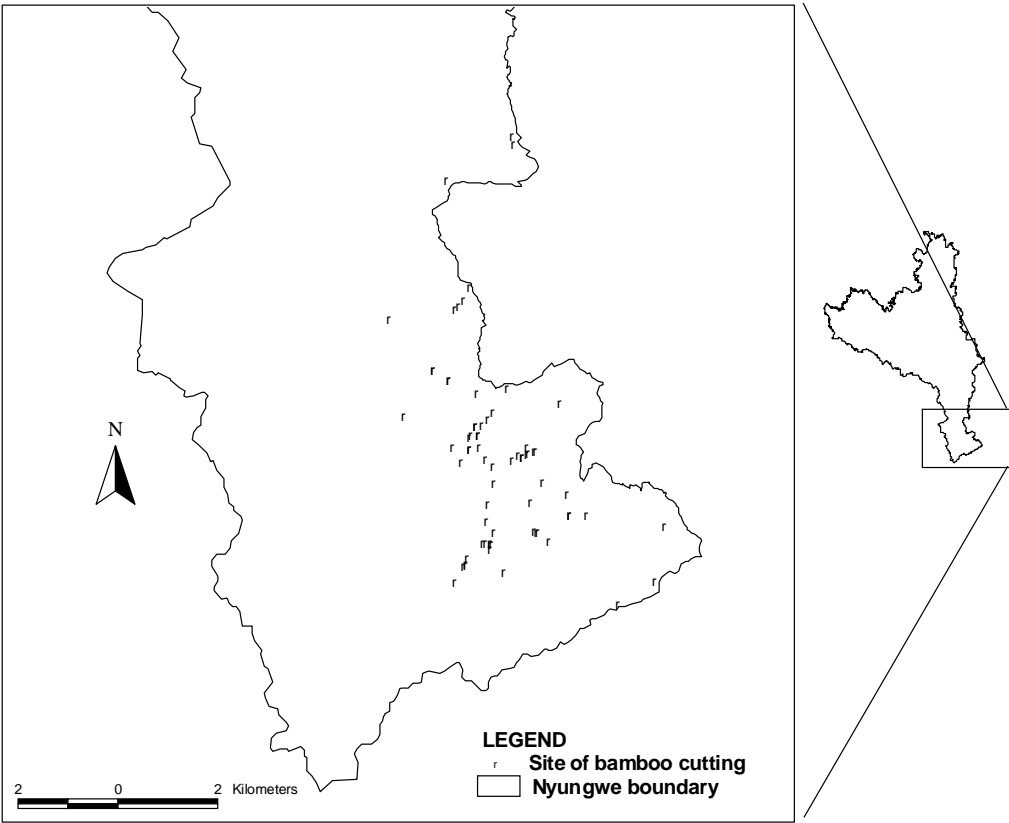 N
LEGEND
r Site of bamboo cutting
Nyungwe boundary
2 0 2 Kilometers